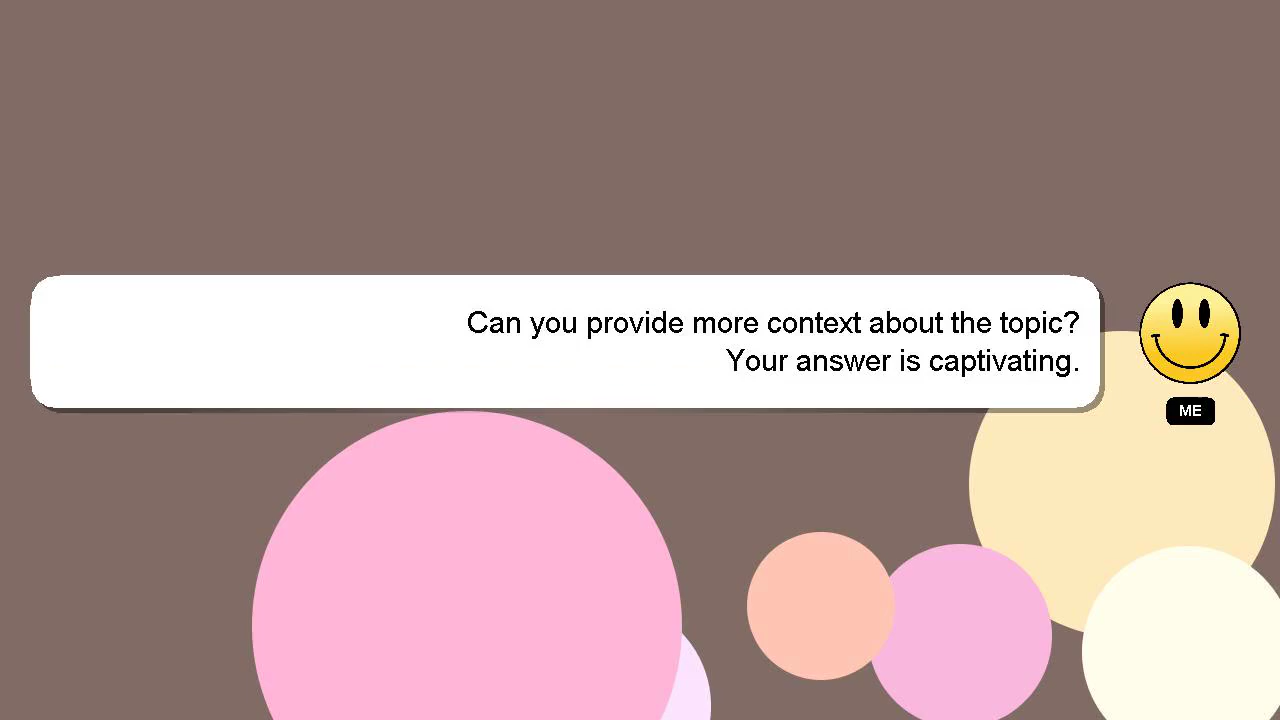 Can you provide more context about the topic?
Your answer is captivating.
ME